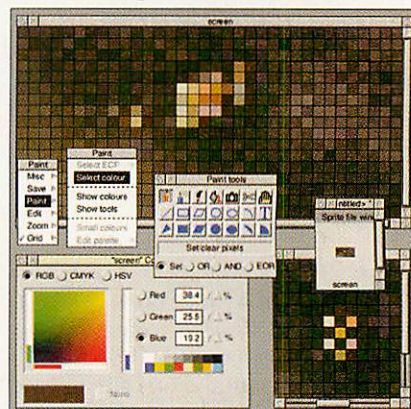 screen
Paint
Misc
Save
Paint
Edit
Zoom
Grid
Paint
Select ECF
Select colour
Show colours
Show tools
Small colours
Edit palette
Paint tools
T
Set/clear pixels
Set OR AND EOR
Sprite file
screen
"screen"
RGB CMYK HSV
Red 38.4 %
Green 25.5 %
Blue 19.2 %
None